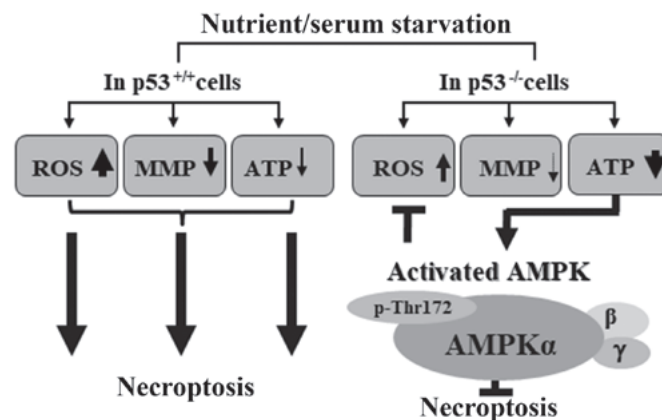 Nutrient/serum starvation
In p53+/+cells
In p53-/-cells
ROS
MMP
ATP
ROS
MMP
ATP
Activated AMPK
p-Thr172
AMPKα
β
γ
Necroptosis
Necroptosis